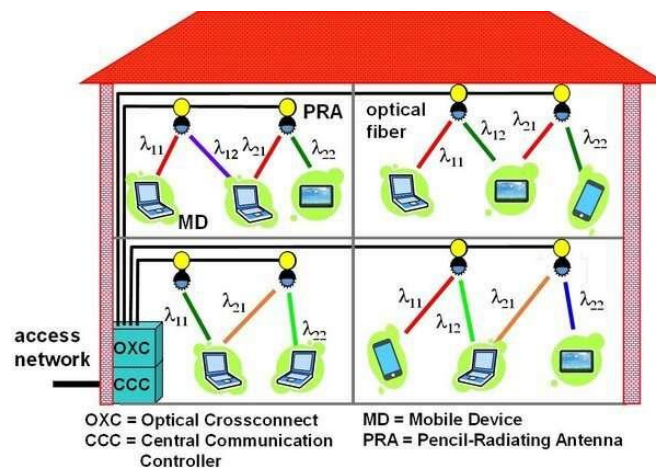 PRA
optical
fiber
λ11
λ12
λ21
λ22
λ11
λ12
λ21
λ22
MD
λ11
λ21
λ22
λ11
λ12
λ21
λ22
access
network
OXC
CCC
OXC = Optical Crossconnect
CCC = Central Communication
Controller
MD = Mobile Device
PRA = Pencil-Radiating Antenna